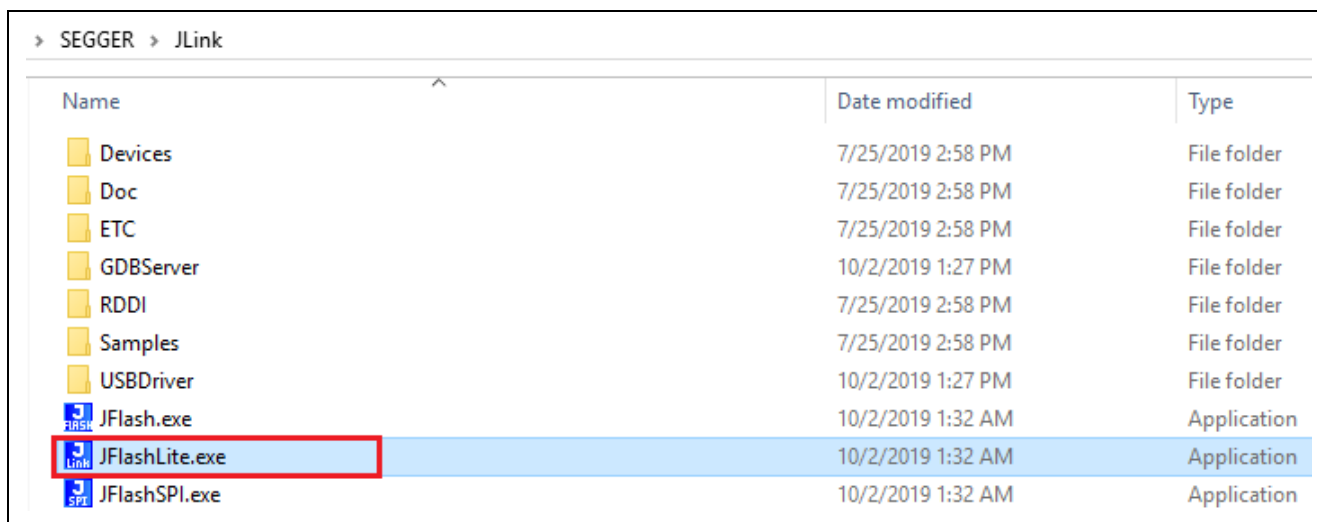 > SEGGER > JLink
Name Date modified Type
Devices 7/25/2019 2:58 PM File folder
Doc 7/25/2019 2:58 PM File folder
ETC 7/25/2019 2:58 PM File folder
GDBServer 10/2/2019 1:27 PM File folder
RDDI 7/25/2019 2:58 PM File folder
Samples 7/25/2019 2:58 PM File folder
USBDriver 10/2/2019 1:27 PM File folder
J FLASH JFlash.exe 10/2/2019 1:32 AM Application
J Link JFlashLite.exe 10/2/2019 1:32 AM Application
J SPI JFlashSPI.exe 10/2/2019 1:32 AM Application